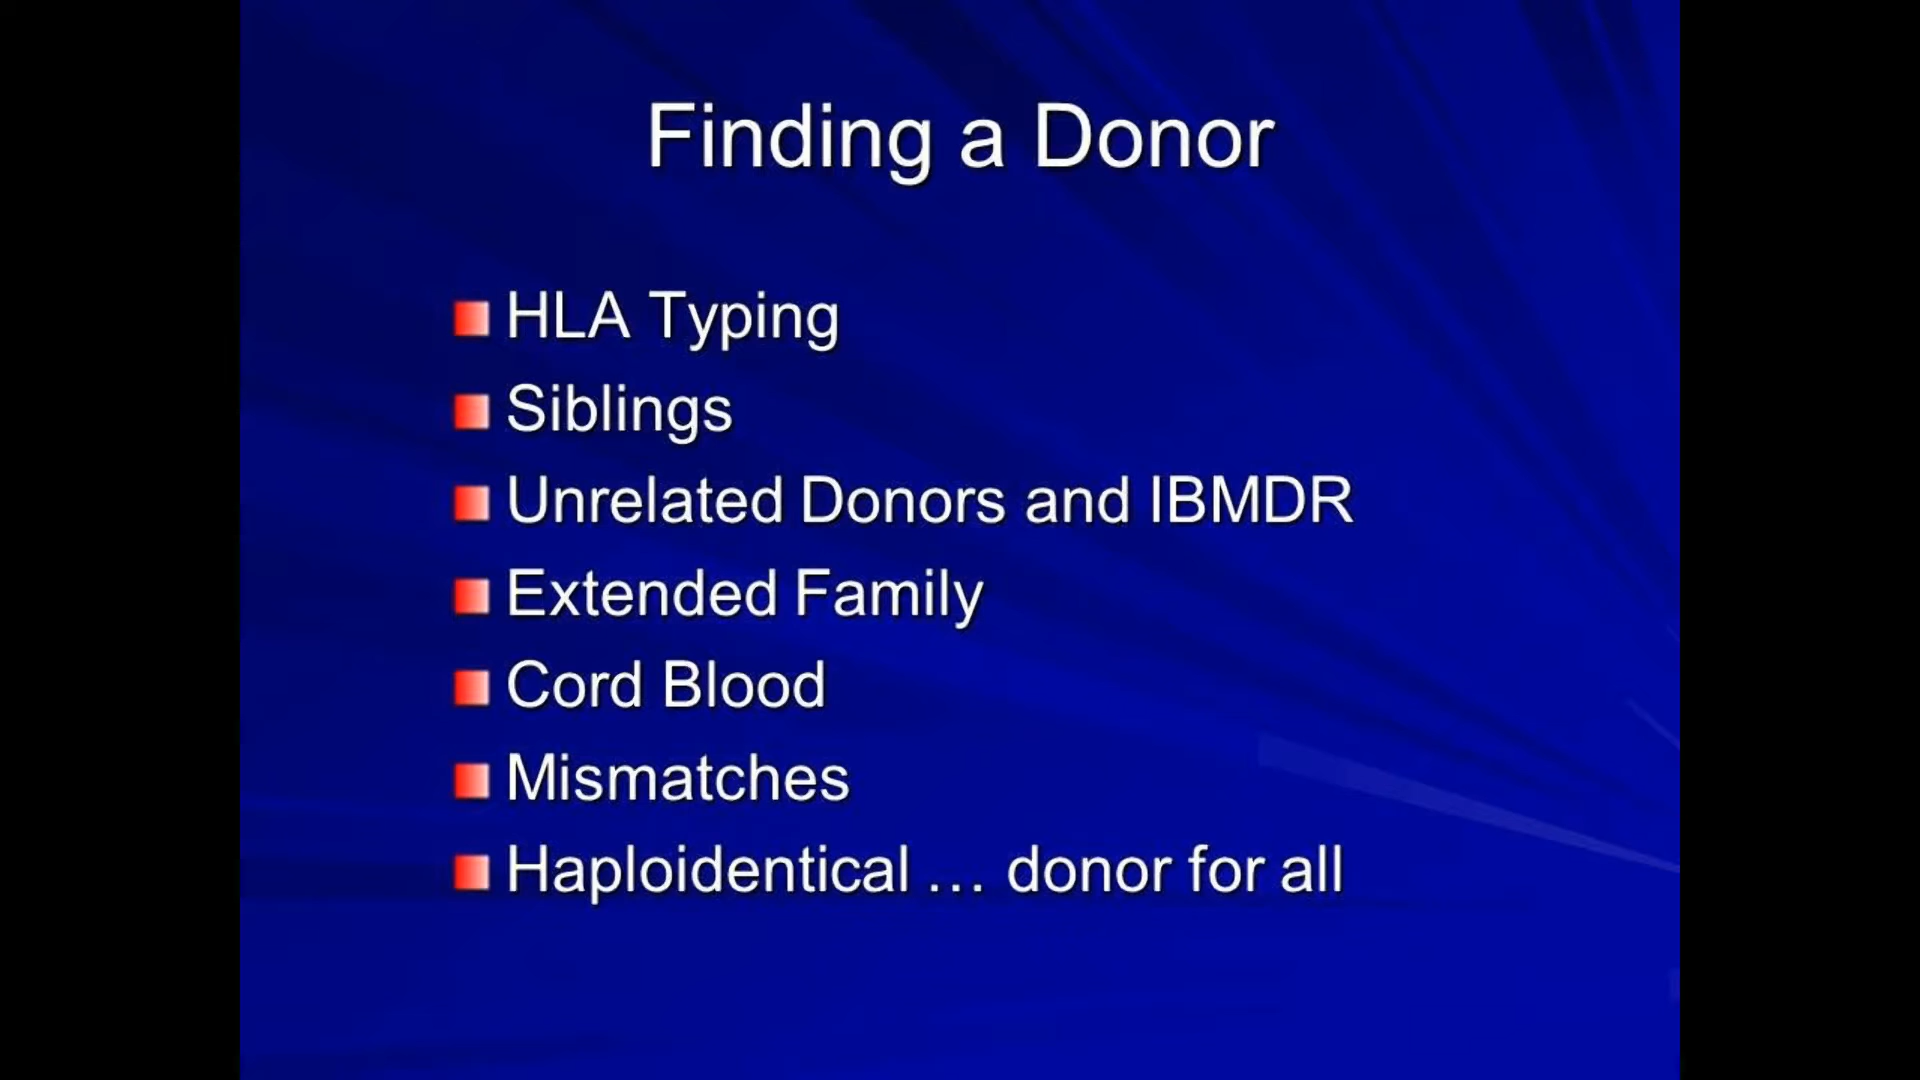 Finding a Donor
HLA Typing
Siblings
Unrelated Donors and IBMDR
Extended Family
Cord Blood
Mismatches
Haploidentical … donor for all